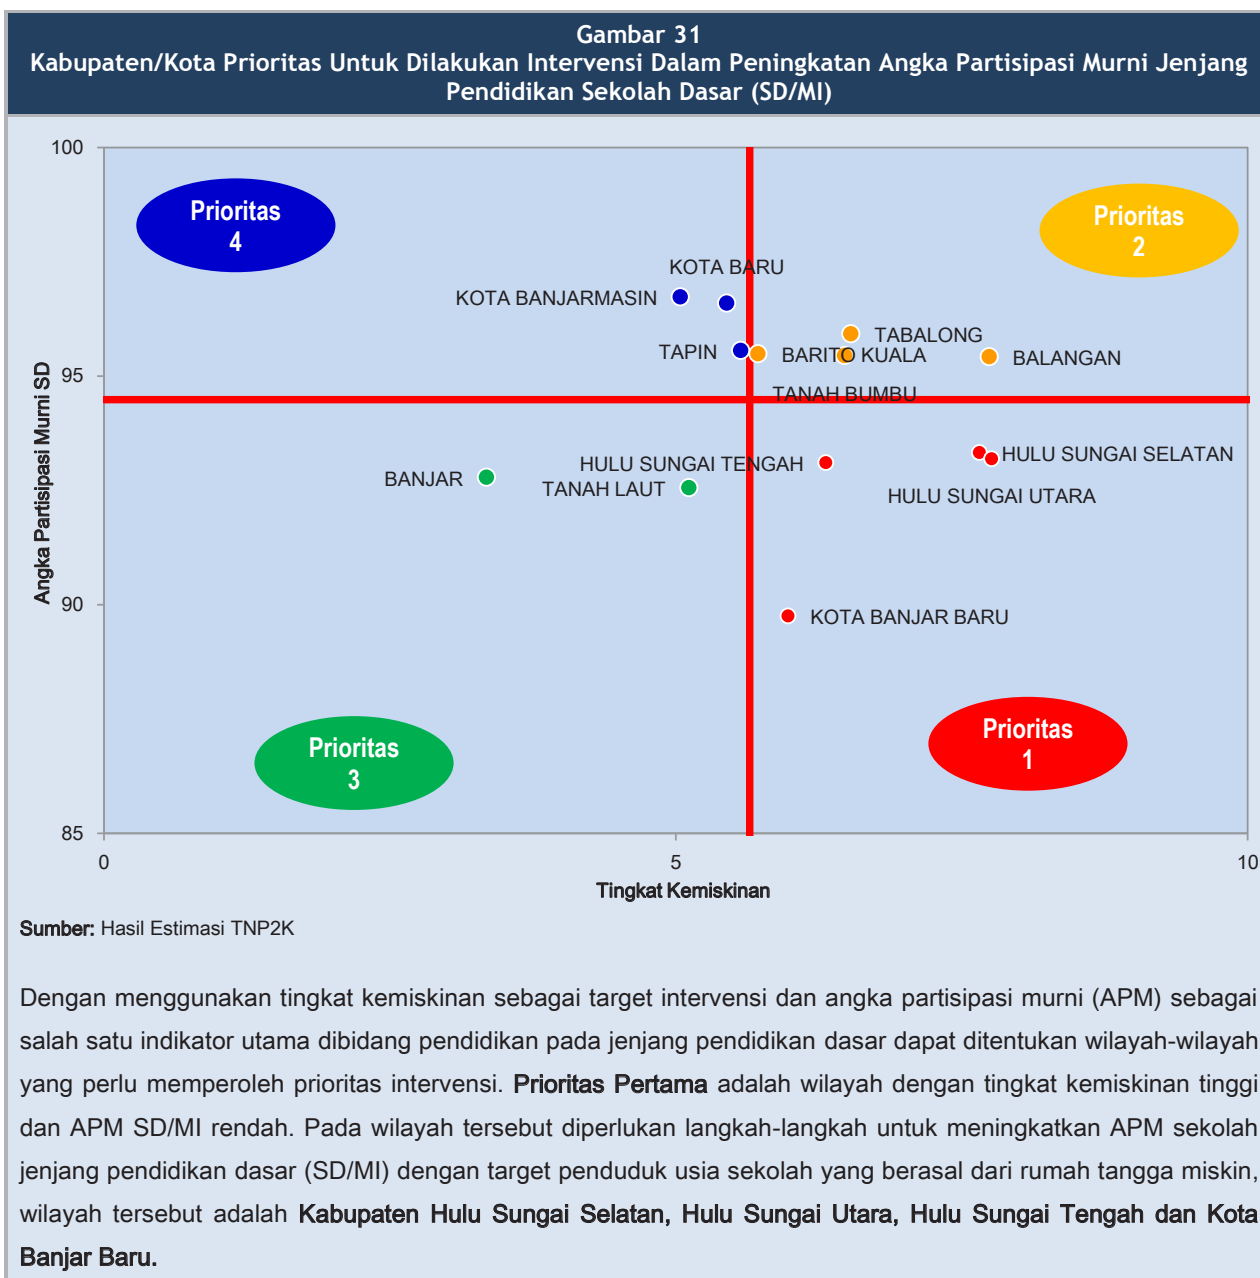 Gambar 31
Kabupaten/Kota Prioritas Untuk Dilakukan Intervensi Dalam Peningkatan Angka Partisipasi Murni Jenjang
Pendidikan Sekolah Dasar (SD/MI)
100
Prioritas
4
Prioritas
2
KOTA BARU
KOTA BANJARMASIN
TABALONG
TAPIN
BARITO KUALA
BALANGAN
95
TANAH BUMBU
Angka Partisipasi Murni SD
HULU SUNGAI SELATAN
HULU SUNGAI TENGAH
BANJAR
TANAH LAUT
HULU SUNGAI UTARA
90
KOTA BANJAR BARU
Prioritas
3
Prioritas
1
85
0
5
10
Tingkat Kemiskinan
Sumber: Hasil Estimasi TNP2K
Dengan menggunakan tingkat kemiskinan sebagai target intervensi dan angka partisipasi murni (APM) sebagai
salah satu indikator utama dibidang pendidikan pada jenjang pendidikan dasar dapat ditentukan wilayah-wilayah
yang perlu memperoleh prioritas intervensi. Prioritas Pertama adalah wilayah dengan tingkat kemiskinan tinggi
dan APM SD/MI rendah. Pada wilayah tersebut diperlukan langkah-langkah untuk meningkatkan APM sekolah
jenjang pendidikan dasar (SD/MI) dengan target penduduk usia sekolah yang berasal dari rumah tangga miskin,
wilayah tersebut adalah Kabupaten Hulu Sungai Selatan, Hulu Sungai Utara, Hulu Sungai Tengah dan Kota
Banjar Baru.